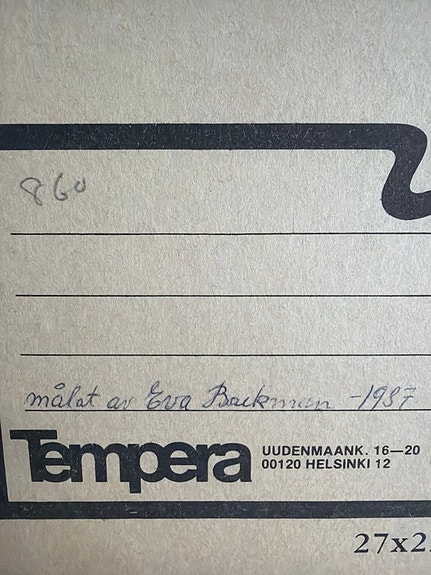 860
målat av Eva Backman -1987
Tempera
UUDENMAANK. 16—20
00120 HELSINKI 12